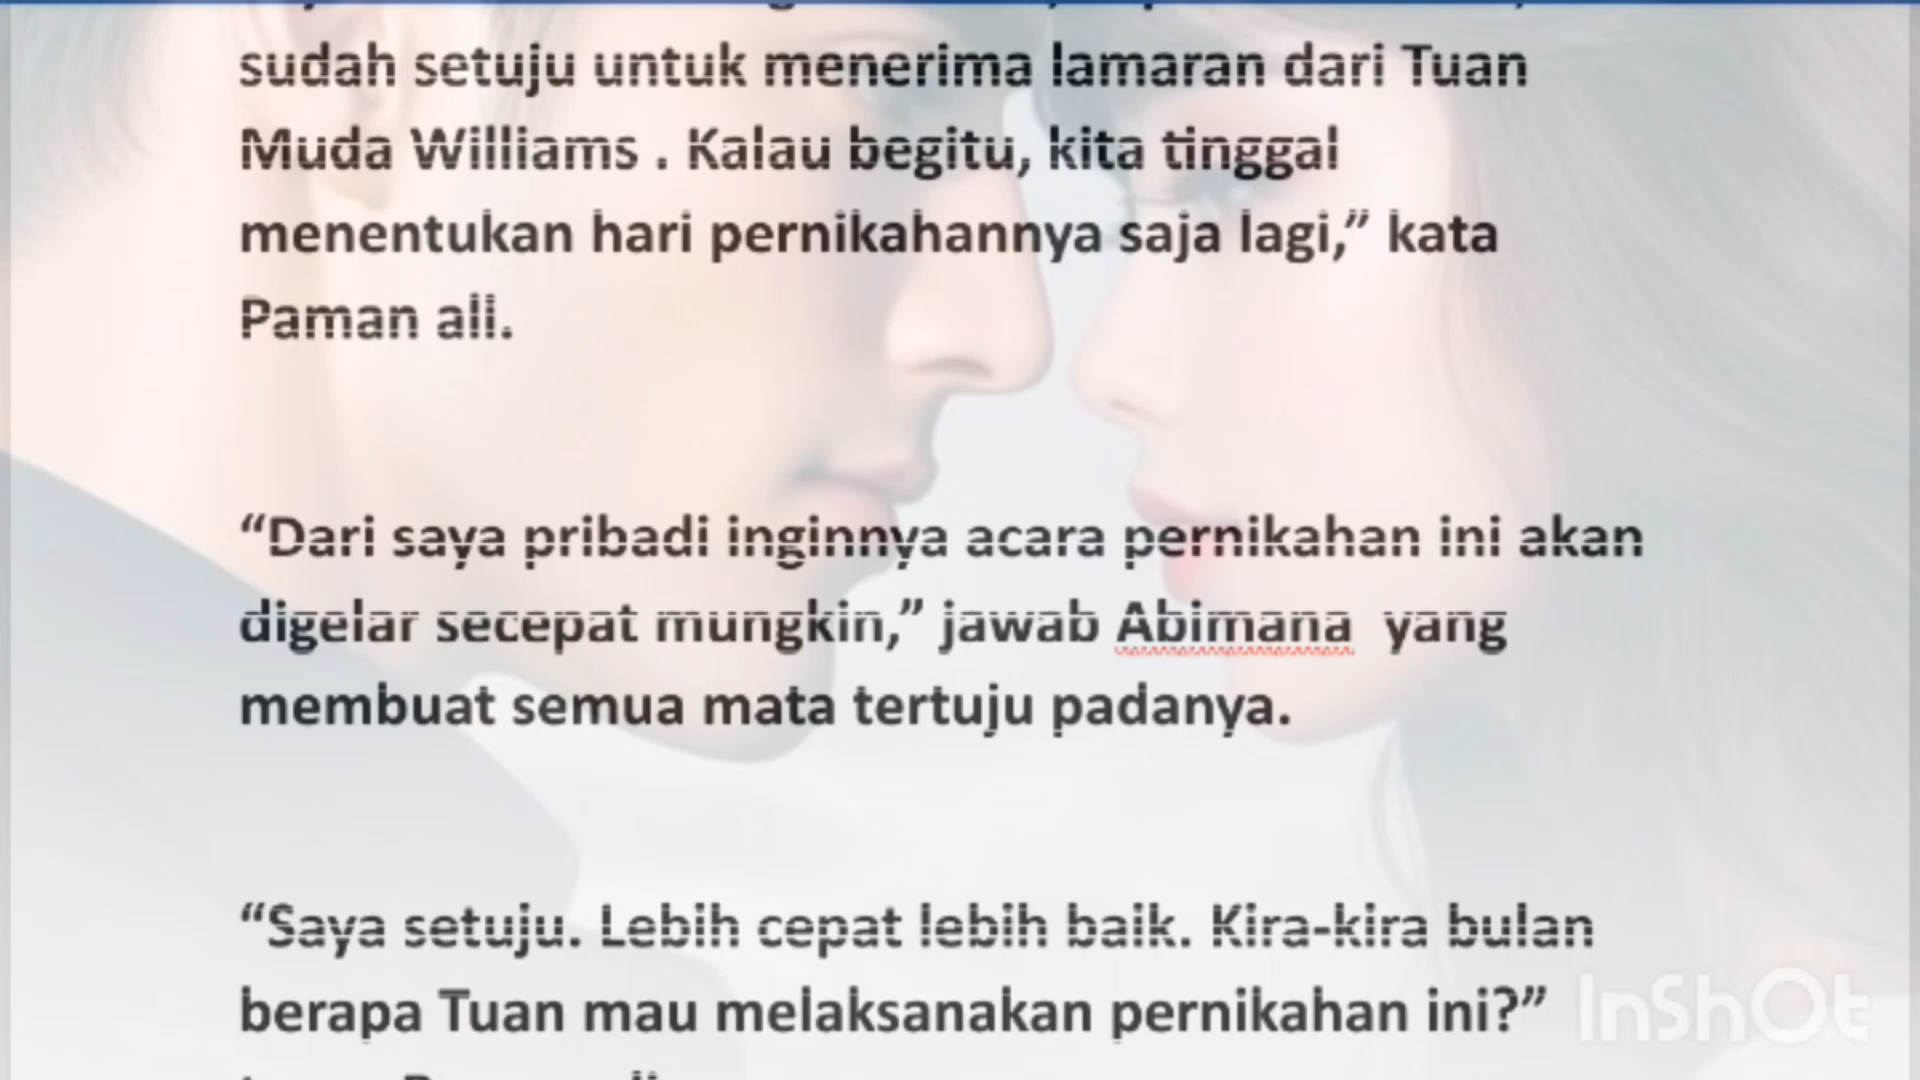 sudah setuju untuk menerima lamaran dari Tuan
Muda Williams . Kalau begitu, kita tinggal
menentukan hari pernikahannya saja lagi,” kata
Paman ali.
“Dari saya pribadi inginnya acara pernikahan ini akan
digelar secepat mungkin,” jawab Abimana  yang
membuat semua mata tertuju padanya.
“Saya setuju. Lebih cepat lebih baik. Kira-kira bulan
berapa Tuan mau melaksanakan pernikahan ini?”
InShOt